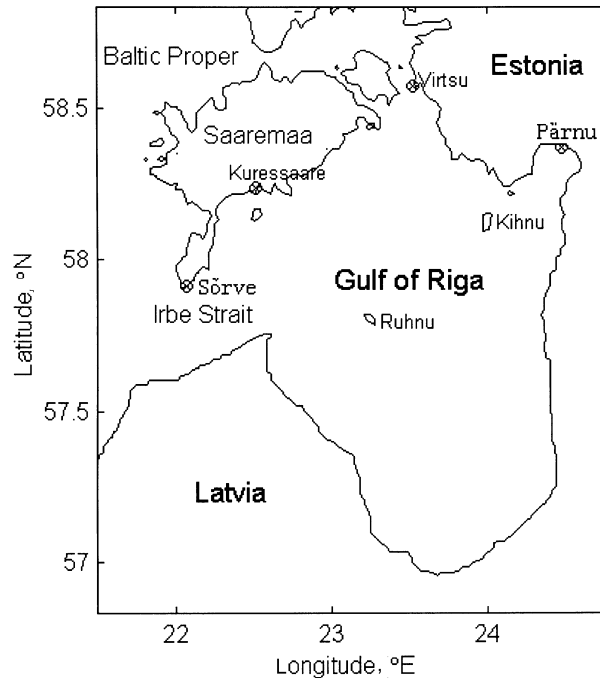 Baltic Proper
Estonia
Virtsu
58.5
Saaremaa
Pärnu
Kuressaare
Kihnu
58
Gulf of Riga
Sõrve
Irbe Strait
Ruhnu
Latitude, °N
57.5
Latvia
57
22
23
24
Longitude, °E